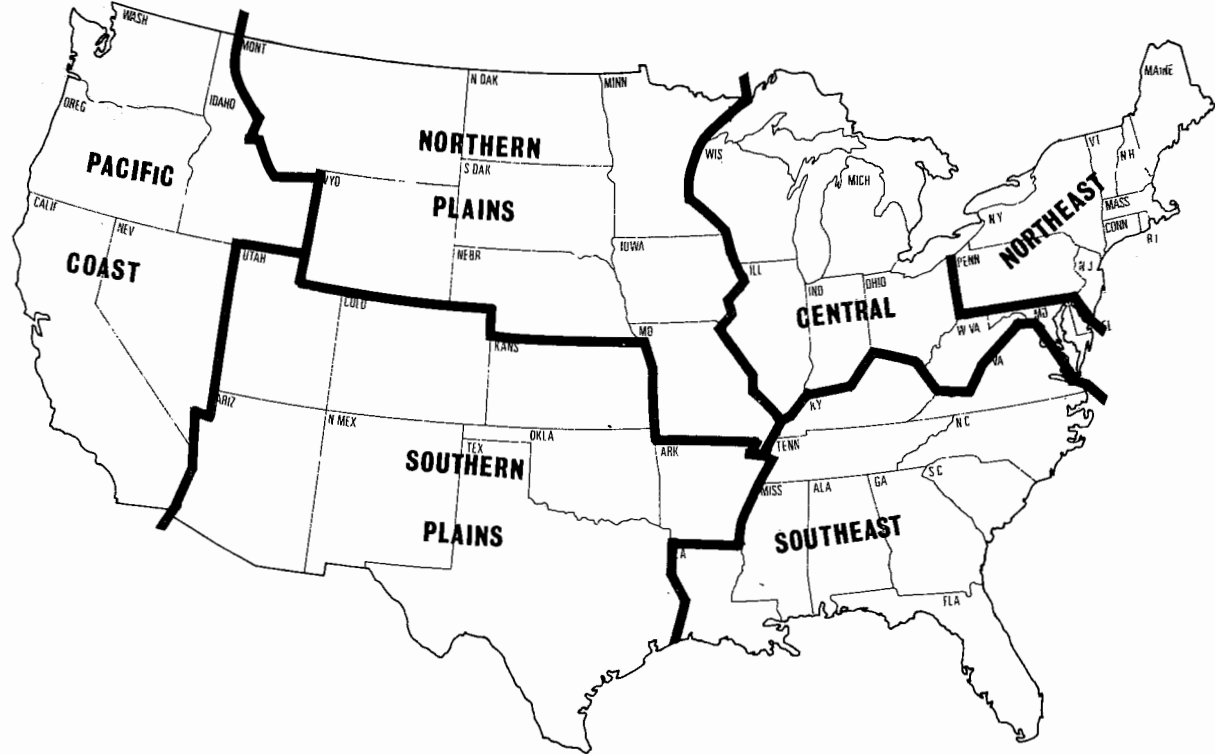 WASH
MONT
N DAK
MINN
OREG
IDAHO
MAINE
VT
NH
WIS
NORTHERN
PACIFIC
WYO
S DAK
MICH
MASS
CALIF
PLAINS
NY
CONN
RI
NORTHEAST
NEV
UTAH
NEBR
IOWA
COAST
ILL
IND
OHIO
PENN
NJ
COLO
MO
CENTRAL
W VA
MD
KANS
VA
ARIZ
N MEX
KY
NC
OKLA
TEX
ARK
TENN
SOUTHERN
SC
MISS
ALA
GA
PLAINS
SOUTHEAST
FLA